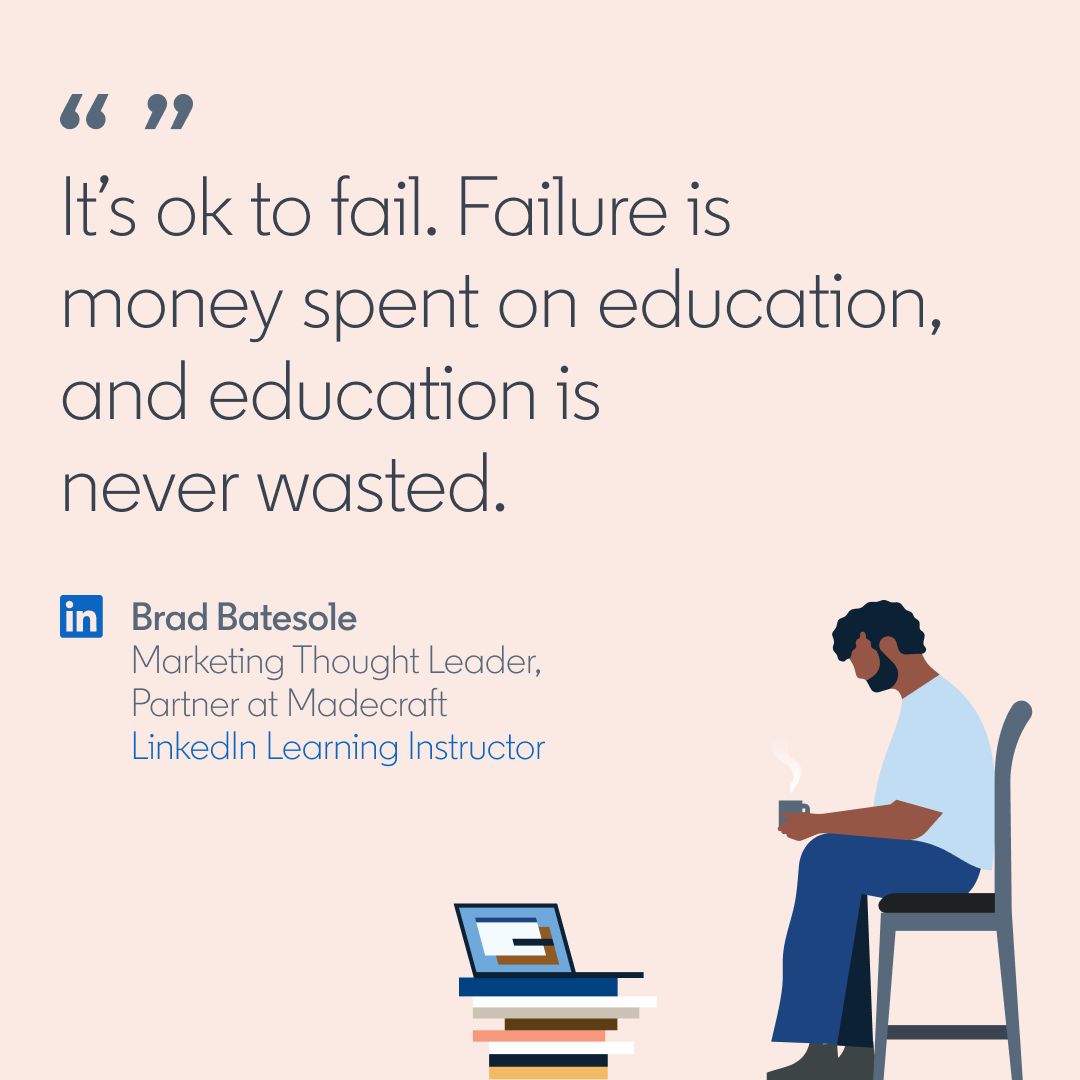 “ ”
It’s ok to fail. Failure is
money spent on education,
and education is
never wasted.
in
Brad Batesole
Marketing Thought Leader,
Partner at Madecraft
LinkedIn Learning Instructor